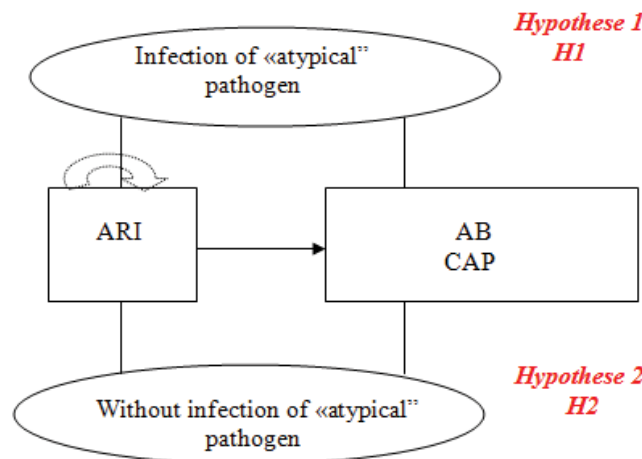 Hypothese 1
H1
Infection of «atypical”
pathogen
ARI
AB
CAP
Hypothese 2
H2
Without infection of «atypical”
pathogen